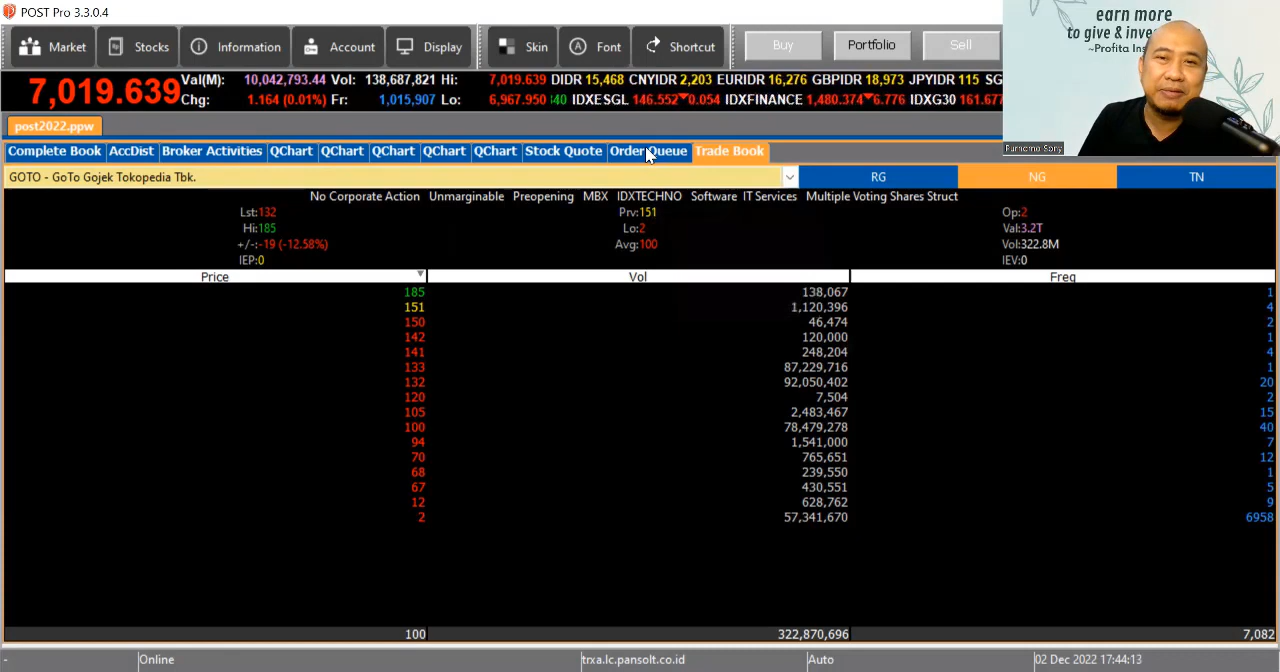 POST Pro 3.3.0.4
Market Stocks Information Account Display Skin Font Shortcut Buy Portfolio Sell
earn more
to give & inves
~Profita Ins
7,019.639
Val(M): 10,042,793.44 Vol: 138,687,821 Hi: 7,019.639 DIDR 15,468 CNYIDR 2,203 EURIDR 16,276 GBPIDR 18,973 JPYIDR 115 SG
Chg: 1.164 (0.01%) Fr: 1,015,907 Lo: 6,967.950 40 IDXESGL 146.552 0.054 IDXFINANCE 1,480.374 6.776 IDXG30 161.677
post2022.ppw
Purnomo Sony
Complete Book AccDist Broker Activities QChart QChart QChart QChart QChart Stock Quote Order Queue Trade Book
GOTO - GoTo Gojek Tokopedia Tbk. RG NG TN
No Corporate Action Unmarginable Preopening MBX IDXTECHNO Software IT Services Multiple Voting Shares Struct
Lst:132 Prv:151 Op:2
Hi:185 Lo:2 Val:3.2T
+/-:-19 (-12.58%) Avg:100 Vol:322.8M
IEP:0 IEV:0
Price Vol Freq
185 138,067 1
151 1,120,396 4
150 46,474 2
142 120,000 1
141 248,204 4
133 87,229,716 1
132 92,050,402 20
120 7,504 2
105 2,483,467 15
100 78,479,278 40
94 1,541,000 7
70 765,651 12
68 239,550 1
67 430,551 5
12 628,762 9
2 57,341,670 6958
100 322,870,696 7,082
- Online trxa.lc.pansolt.co.id Auto 02 Dec 2022 17:44:13